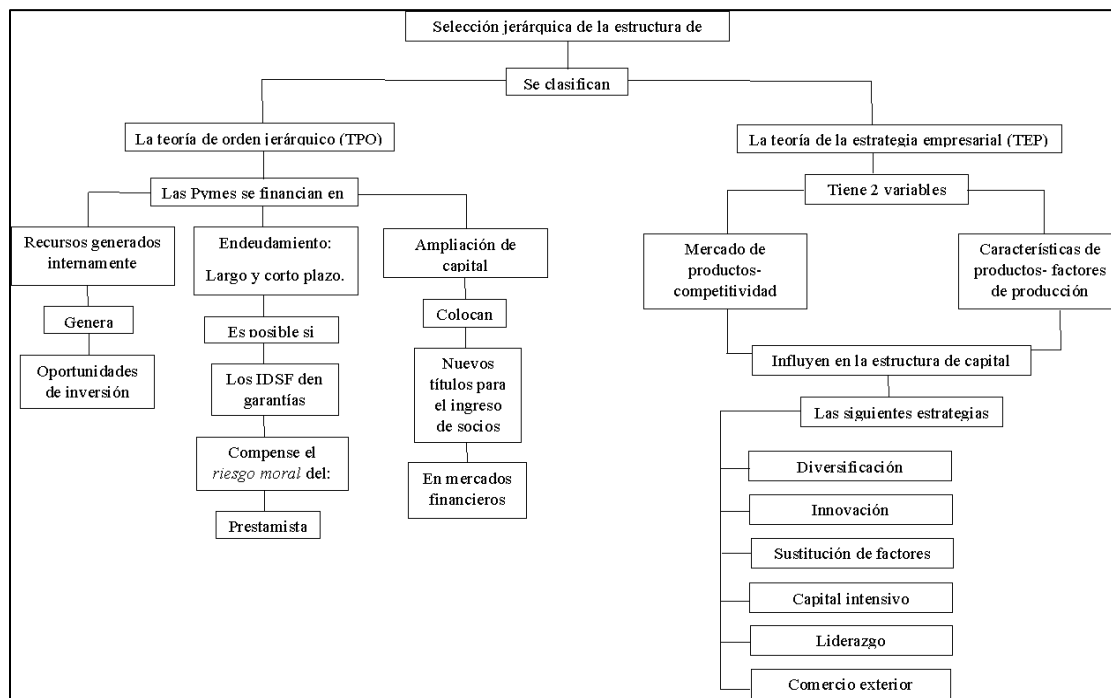 Selección jerárquica de la estructura de
Se clasifican
La teoría de orden jerárquico (TPO)
Las Pymes se financian en
Recursos generados
internamente
Genera
Oportunidades
de inversión
Endeudamiento:
Largo y corto plazo.
Es posible si
Los IDSF den
garantías
Compense el
riesgo moral del:
Prestamista
Ampliación de
capital
Colocan
Nuevos
títulos para
el ingreso
de socios
En mercados
financieros
La teoría de la estrategia empresarial (TEP)
Tiene 2 variables
Mercado de
productos-
competitividad
Características de
productos- factores
de producción
Influyen en la estructura de capital
Las siguientes estrategias
Diversificación
Innovación
Sustitución de factores
Capital intensivo
Liderazgo
Comercio exterior